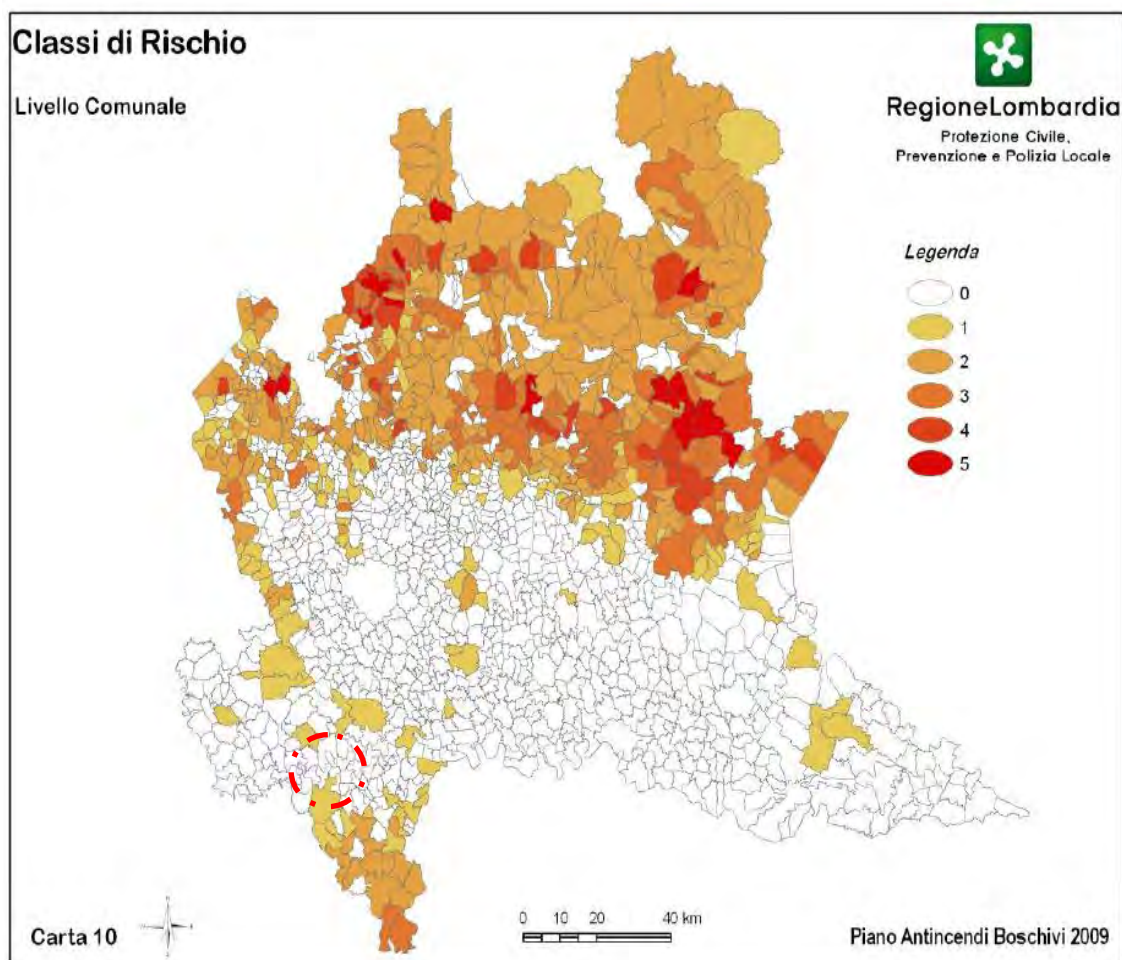 Classi di Rischio
Livello Comunale
RegioneLombardia
Protezione Civile,
Prevenzione e Polizia Locale
Legenda
0
1
2
3
4
5
Carta 10
0 10 20 40 km
Piano Antincendi Boschivi 2009